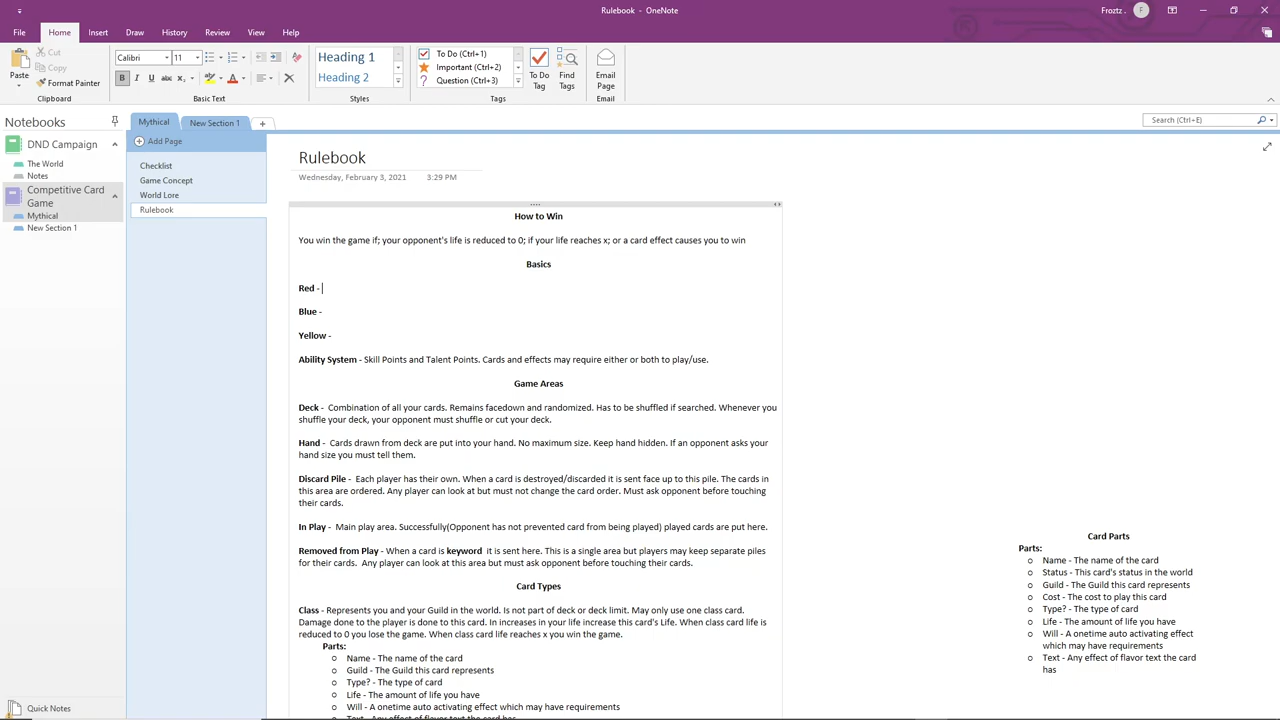 Rulebook - OneNote
Froztz .
F
File
Home
Insert
Draw
History
Review
View
Help
Paste
Cut
Copy
Format Painter
Clipboard
Calibri
11
B
I
U
abc
x₂
A
Basic Text
Heading 1
Heading 2
Styles
To Do (Ctrl+1)
Important (Ctrl+2)
Question (Ctrl+3)
To Do
Tag
Find
Tags
Tags
Email
Page
Email
Notebooks
Mythical
New Section 1
Search (Ctrl+E)
DND Campaign
The World
Notes
Competitive Card
Game
Mythical
New Section 1
Quick Notes
Add Page
Checklist
Game Concept
World Lore
Rulebook
Rulebook
Wednesday, February 3, 2021 3:29 PM
How to Win
You win the game if; your opponent's life is reduced to 0; if your life reaches x; or a card effect causes you to win
Basics
Red -
Blue -
Yellow -
Ability System - Skill Points and Talent Points. Cards and effects may require either or both to play/use.
Game Areas
Deck - Combination of all your cards. Remains facedown and randomized. Has to be shuffled if searched. Whenever you
shuffle your deck, your opponent must shuffle or cut your deck.
Hand - Cards drawn from deck are put into your hand. No maximum size. Keep hand hidden. If an opponent asks your
hand size you must tell them.
Discard Pile - Each player has their own. When a card is destroyed/discarded it is sent face up to this pile. The cards in
this area are ordered. Any player can look at but must not change the card order. Must ask opponent before touching
their cards.
In Play - Main play area. Successfully(Opponent has not prevented card from being played) played cards are put here.
Removed from Play - When a card is keyword it is sent here. This is a single area but players may keep separate piles
for their cards. Any player can look at this area but must ask opponent before touching their cards.
Card Types
Class - Represents you and your Guild in the world. Is not part of deck or deck limit. May only use one class card.
Damage done to the player is done to this card. In increases in your life increase this card's Life. When class card life is
reduced to 0 you lose the game. When class card life reaches x you win the game.
Parts:
Name - The name of the card
Guild - The Guild this card represents
Type? - The type of card
Life - The amount of life you have
Will - A onetime auto activating effect which may have requirements
Text - Any effect of flavor text the card has
Card Parts
Parts:
Name - The name of the card
Status - This card's status in the world
Guild - The Guild this card represents
Cost - The cost to play this card
Type? - The type of card
Life - The amount of life you have
Will - A onetime auto activating effect
which may have requirements
Text - Any effect of flavor text the card
has